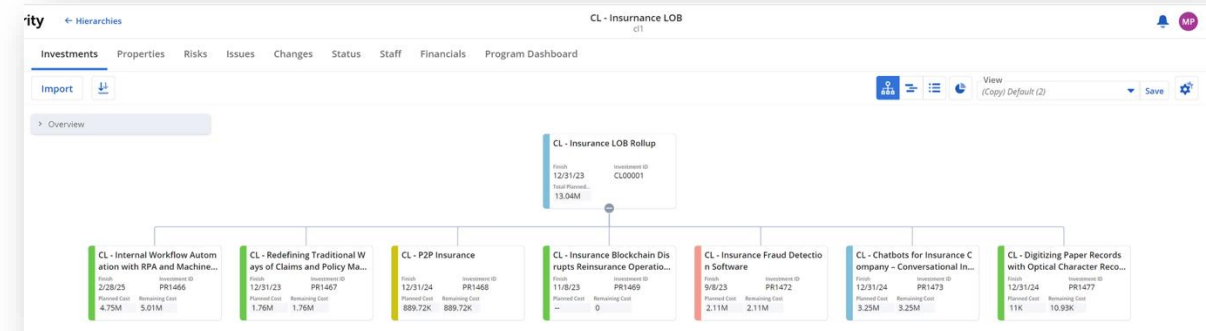 rity
← Hierarchies
CL - Insurnance LOB
cl1
MP
Investments Properties Risks Issues Changes Status Staff Financials Program Dashboard
Import
View
(Copy) Default (2)
Save
> Overview
CL - Insurance LOB Rollup
Finish Investment ID
12/31/23 CL00001
Total Planned...
13.04M
CL - Internal Workflow Autom
ation with RPA and Machine...
Finish Investment ID
2/28/25 PR1466
Planned Cost Remaining Cost
4.75M 5.01M
CL - Redefining Traditional W
ays of Claims and Policy Ma...
Finish Investment ID
12/31/23 PR1467
Planned Cost Remaining Cost
1.76M 1.76M
CL - P2P Insurance
Finish Investment ID
12/31/24 PR1468
Planned Cost Remaining Cost
889.72K 889.72K
CL - Insurance Blockchain Dis
rupts Reinsurance Operatio...
Finish Investment ID
11/8/23 PR1469
Planned Cost Remaining Cost
-- 0
CL - Insurance Fraud Detectio
n Software
Finish Investment ID
9/8/23 PR1472
Planned Cost Remaining Cost
2.11M 2.11M
CL - Chatbots for Insurance C
ompany – Conversational In...
Finish Investment ID
12/31/24 PR1473
Planned Cost Remaining Cost
3.25M 3.25M
CL - Digitizing Paper Records
with Optical Character Reco...
Finish Investment ID
12/31/24 PR1477
Planned Cost Remaining Cost
11K 10.93K